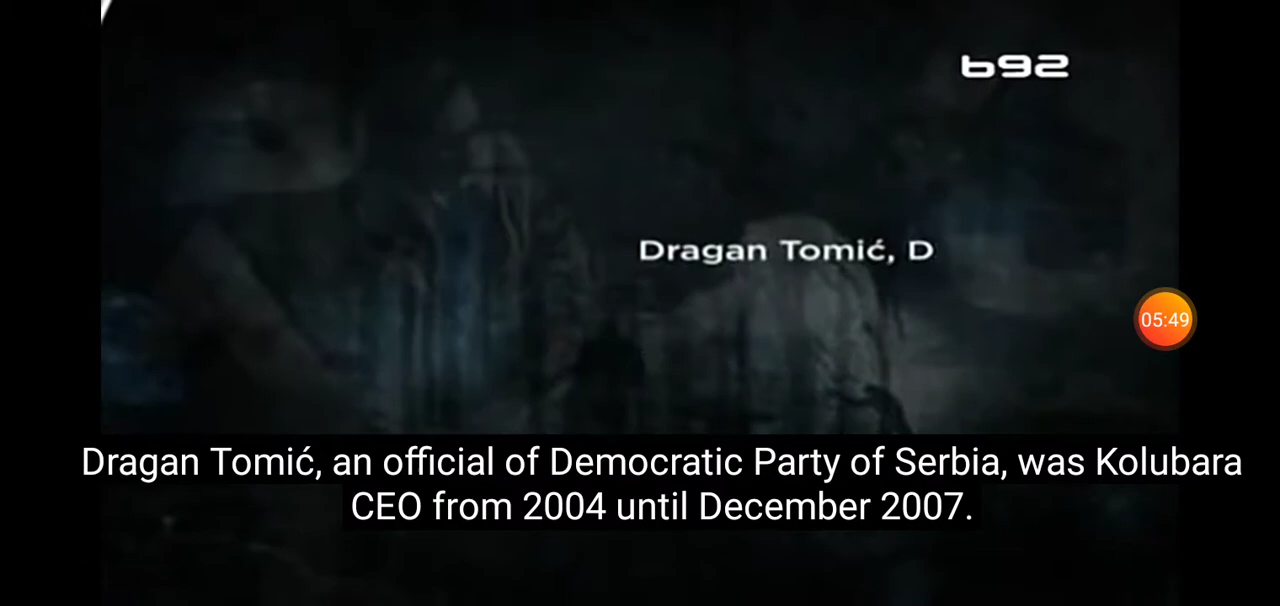 b92
Dragan Tomić, D
05:49
Dragan Tomić, an official of Democratic Party of Serbia, was Kolubara
CEO from 2004 until December 2007.